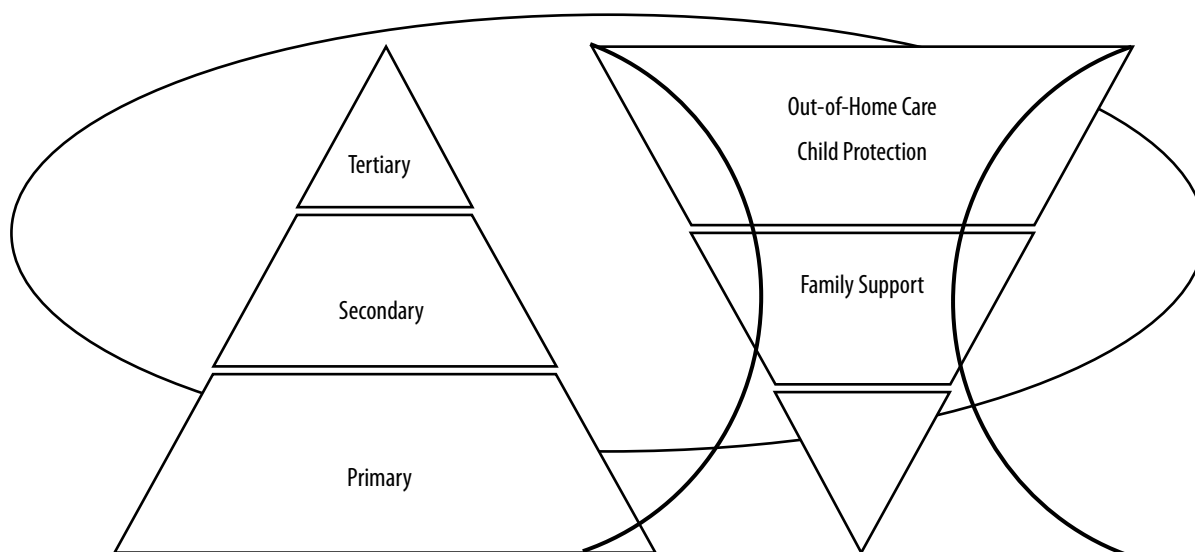 Tertiary
Secondary
Primary
Out-of-Home Care
Child Protection
Family Support